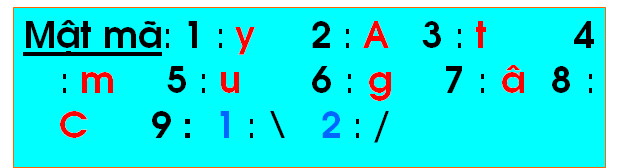 Mật mã: 1 : y 2 : A 3 : t 4
: m 5 : u 6 : g 7 : â 8 :
C 9 : 1 : \ 2 : /